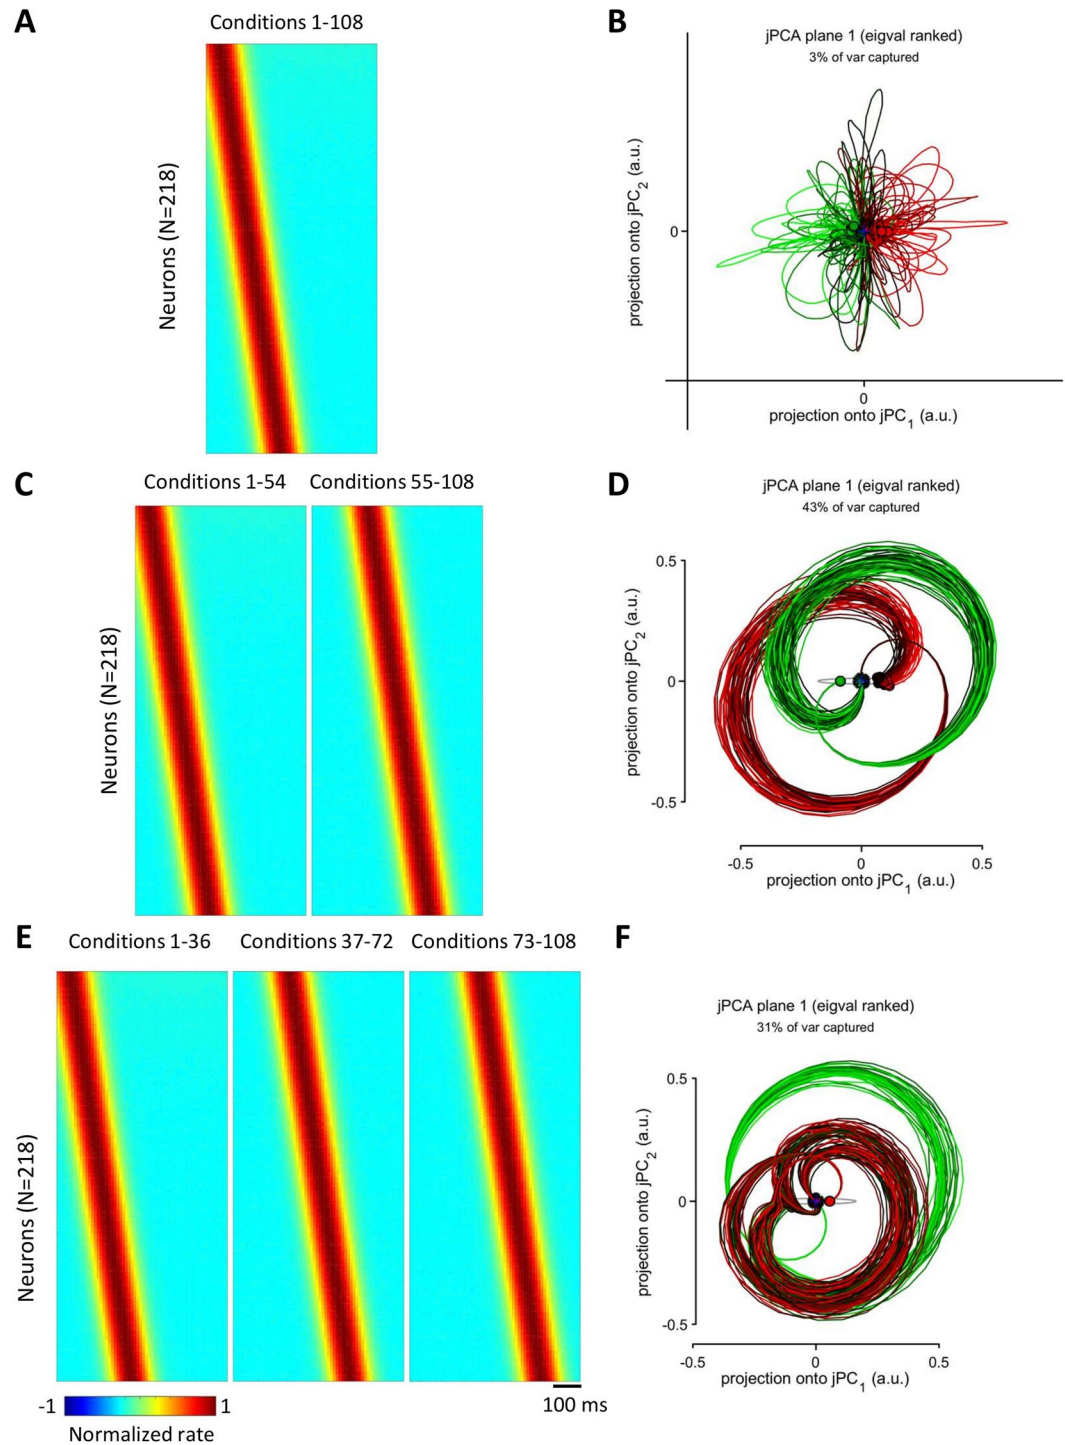 A
Conditions 1-108
Neurons (N=218)
B
jPCA plane 1 (eigval ranked)
3% of var captured
projection onto jPC2 (a.u.)
0
0
projection onto jPC1 (a.u.)
C
Conditions 1-54
Conditions 55-108
Neurons (N=218)
D
jPCA plane 1 (eigval ranked)
43% of var captured
projection onto jPC2 (a.u.)
0.5
0
-0.5
-0.5
0
0.5
projection onto jPC1 (a.u.)
E
Conditions 1-36
Conditions 37-72
Conditions 73-108
Neurons (N=218)
-1
1
Normalized rate
100 ms
F
jPCA plane 1 (eigval ranked)
31% of var captured
projection onto jPC2 (a.u.)
0.5
0
-0.5
-0.5
0
0.5
projection onto jPC1 (a.u.)